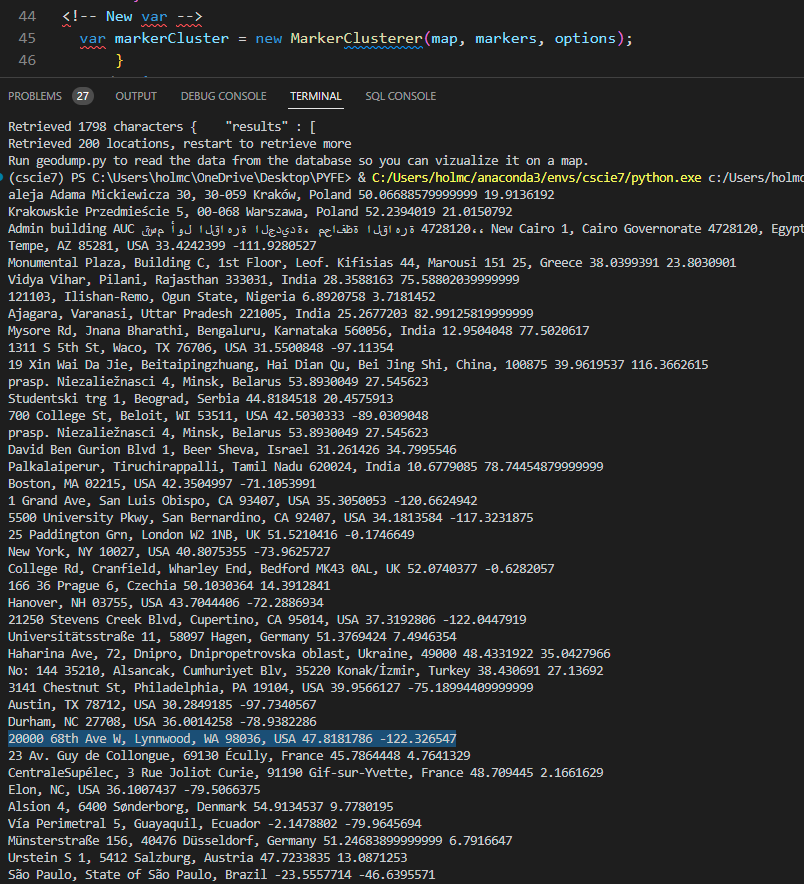 44 <!-- New var -->
45 var markerCluster = new MarkerClusterer(map, markers, options);
46 }
PROBLEMS 27 OUTPUT DEBUG CONSOLE TERMINAL SQL CONSOLE
Retrieved 1798 characters { "results" : [
Retrieved 200 locations, restart to retrieve more
Run geodump.py to read the data from the database so you can vizualize it on a map.
(cscie7) PS C:\Users\holmc\OneDrive\Desktop\PYFE> & C:/Users/holmc/anaconda3/envs/cscie7/python.exe c:/Users/holmc
aleja Adama Mickiewicza 30, 30-059 Kraków, Poland 50.06688579999999 19.9136192
Krakowskie Przedmieście 5, 00-068 Warszawa, Poland 52.2394019 21.0150792
Admin building AUC قسم أول القاهرة الجديدة، محافظة القاهرة 4728120،، New Cairo 1, Cairo Governorate 4728120, Egypt
Tempe, AZ 85281, USA 33.4242399 -111.9280527
Monumental Plaza, Building C, 1st Floor, Leof. Kifisias 44, Marousi 151 25, Greece 38.0399391 23.8030901
Vidya Vihar, Pilani, Rajasthan 333031, India 28.3588163 75.58802039999999
121103, Ilishan-Remo, Ogun State, Nigeria 6.8920758 3.7181452
Ajagara, Varanasi, Uttar Pradesh 221005, India 25.2677203 82.99125819999999
Mysore Rd, Jnana Bharathi, Bengaluru, Karnataka 560056, India 12.9504048 77.5020617
1311 S 5th St, Waco, TX 76706, USA 31.5500848 -97.11354
19 Xin Wai Da Jie, Beitaipingzhuang, Hai Dian Qu, Bei Jing Shi, China, 100875 39.9619537 116.3662615
prasp. Niezaliežnasci 4, Minsk, Belarus 53.8930049 27.545623
Studentski trg 1, Beograd, Serbia 44.8184518 20.4575913
700 College St, Beloit, WI 53511, USA 42.5030333 -89.0309048
prasp. Niezaliežnasci 4, Minsk, Belarus 53.8930049 27.545623
David Ben Gurion Blvd 1, Beer Sheva, Israel 31.261426 34.7995546
Palkalaiperur, Tiruchirappalli, Tamil Nadu 620024, India 10.6779085 78.74454879999999
Boston, MA 02215, USA 42.3504997 -71.1053991
1 Grand Ave, San Luis Obispo, CA 93407, USA 35.3050053 -120.6624942
5500 University Pkwy, San Bernardino, CA 92407, USA 34.1813584 -117.3231875
25 Paddington Grn, London W2 1NB, UK 51.5210416 -0.1746649
New York, NY 10027, USA 40.8075355 -73.9625727
College Rd, Cranfield, Wharley End, Bedford MK43 0AL, UK 52.0740377 -0.6282057
166 36 Prague 6, Czechia 50.1030364 14.3912841
Hanover, NH 03755, USA 43.7044406 -72.2886934
21250 Stevens Creek Blvd, Cupertino, CA 95014, USA 37.3192806 -122.0447919
Universitätsstraße 11, 58097 Hagen, Germany 51.3769424 7.4946354
Haharina Ave, 72, Dnipro, Dnipropetrovska oblast, Ukraine, 49000 48.4331922 35.0427966
No: 144 35210, Alsancak, Cumhuriyet Blv, 35220 Konak/İzmir, Turkey 38.430691 27.13692
3141 Chestnut St, Philadelphia, PA 19104, USA 39.9566127 -75.18994409999999
Austin, TX 78712, USA 30.2849185 -97.7340567
Durham, NC 27708, USA 36.0014258 -78.9382286
20000 68th Ave W, Lynnwood, WA 98036, USA 47.8181786 -122.326547
23 Av. Guy de Collongue, 69130 Écully, France 45.7864448 4.7641329
CentraleSupélec, 3 Rue Joliot Curie, 91190 Gif-sur-Yvette, France 48.709445 2.1661629
Elon, NC, USA 36.1007437 -79.5066375
Alsion 4, 6400 Sønderborg, Denmark 54.9134537 9.7780195
Vía Perimetral 5, Guayaquil, Ecuador -2.1478802 -79.9645694
Münsterstraße 156, 40476 Düsseldorf, Germany 51.24683899999999 6.7916647
Urstein S 1, 5412 Salzburg, Austria 47.7233835 13.0871253
São Paulo, State of São Paulo, Brazil -23.5557714 -46.6395571